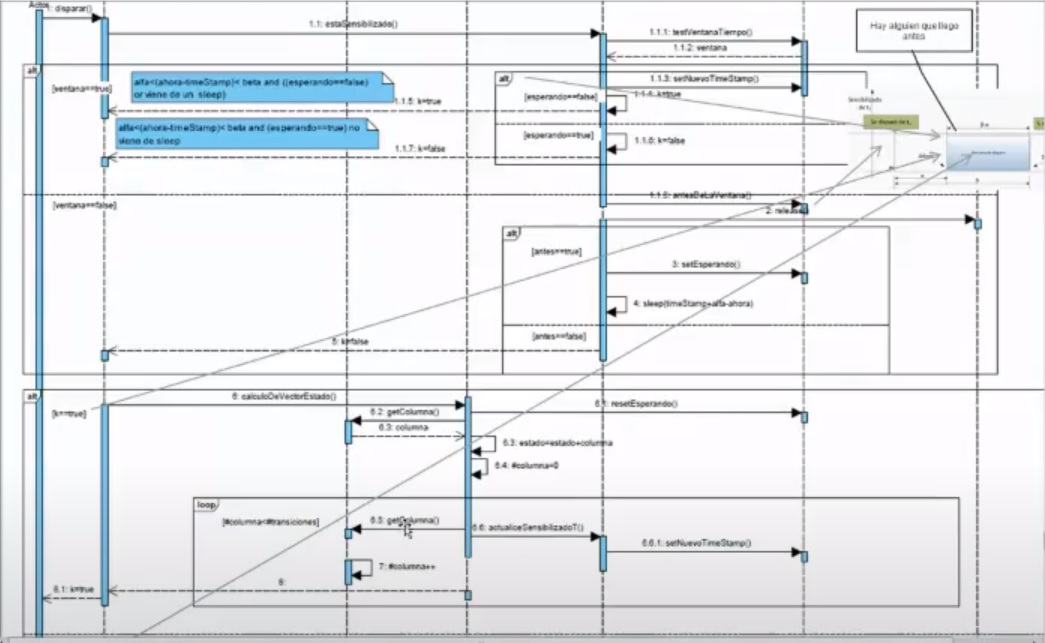 Actor
1: disparar()
1.1: estaSensibilizado()
1.1.1: testVentanaTiempo()
1.1.2: ventana
Hay alguien que llego
antes
alt
[ventana==true]
alfa<(ahora-timeStamp)< beta and ((esperando==false)
or viene de un sleep)
alt
1.1.3: setNuevoTimeStamp()
[esperando==false]
1.1.4: k=true
1.1.5: k=true
Sensibilizado
de t
Se dispara de t
alfa<(ahora-timeStamp)< beta and (esperando==true) no
viene de sleep
[esperando==true]
1.1.6: k=false
1.1.7: k=false
[ventana==false]
antesDeLaVentana()
2: release()
alt
[antes==true]
3: setEsperando()
4: sleep(timeStamp+alfa-ahora)
[antes==false]
5: k=false
alt
[k==true]
6: calculoDeVectorEstado()
resetEsperando()
6.2: getColumna()
6.3: columna
6.3: estado=estado+columna
6.4: #columna=0
loop
[#columna<#transiciones]
6.5: getColumna()
6.6: actualiceSensibilizadoT()
6.6.1: setNuevoTimeStamp()
7: #columna++
8:
8.1: k=true